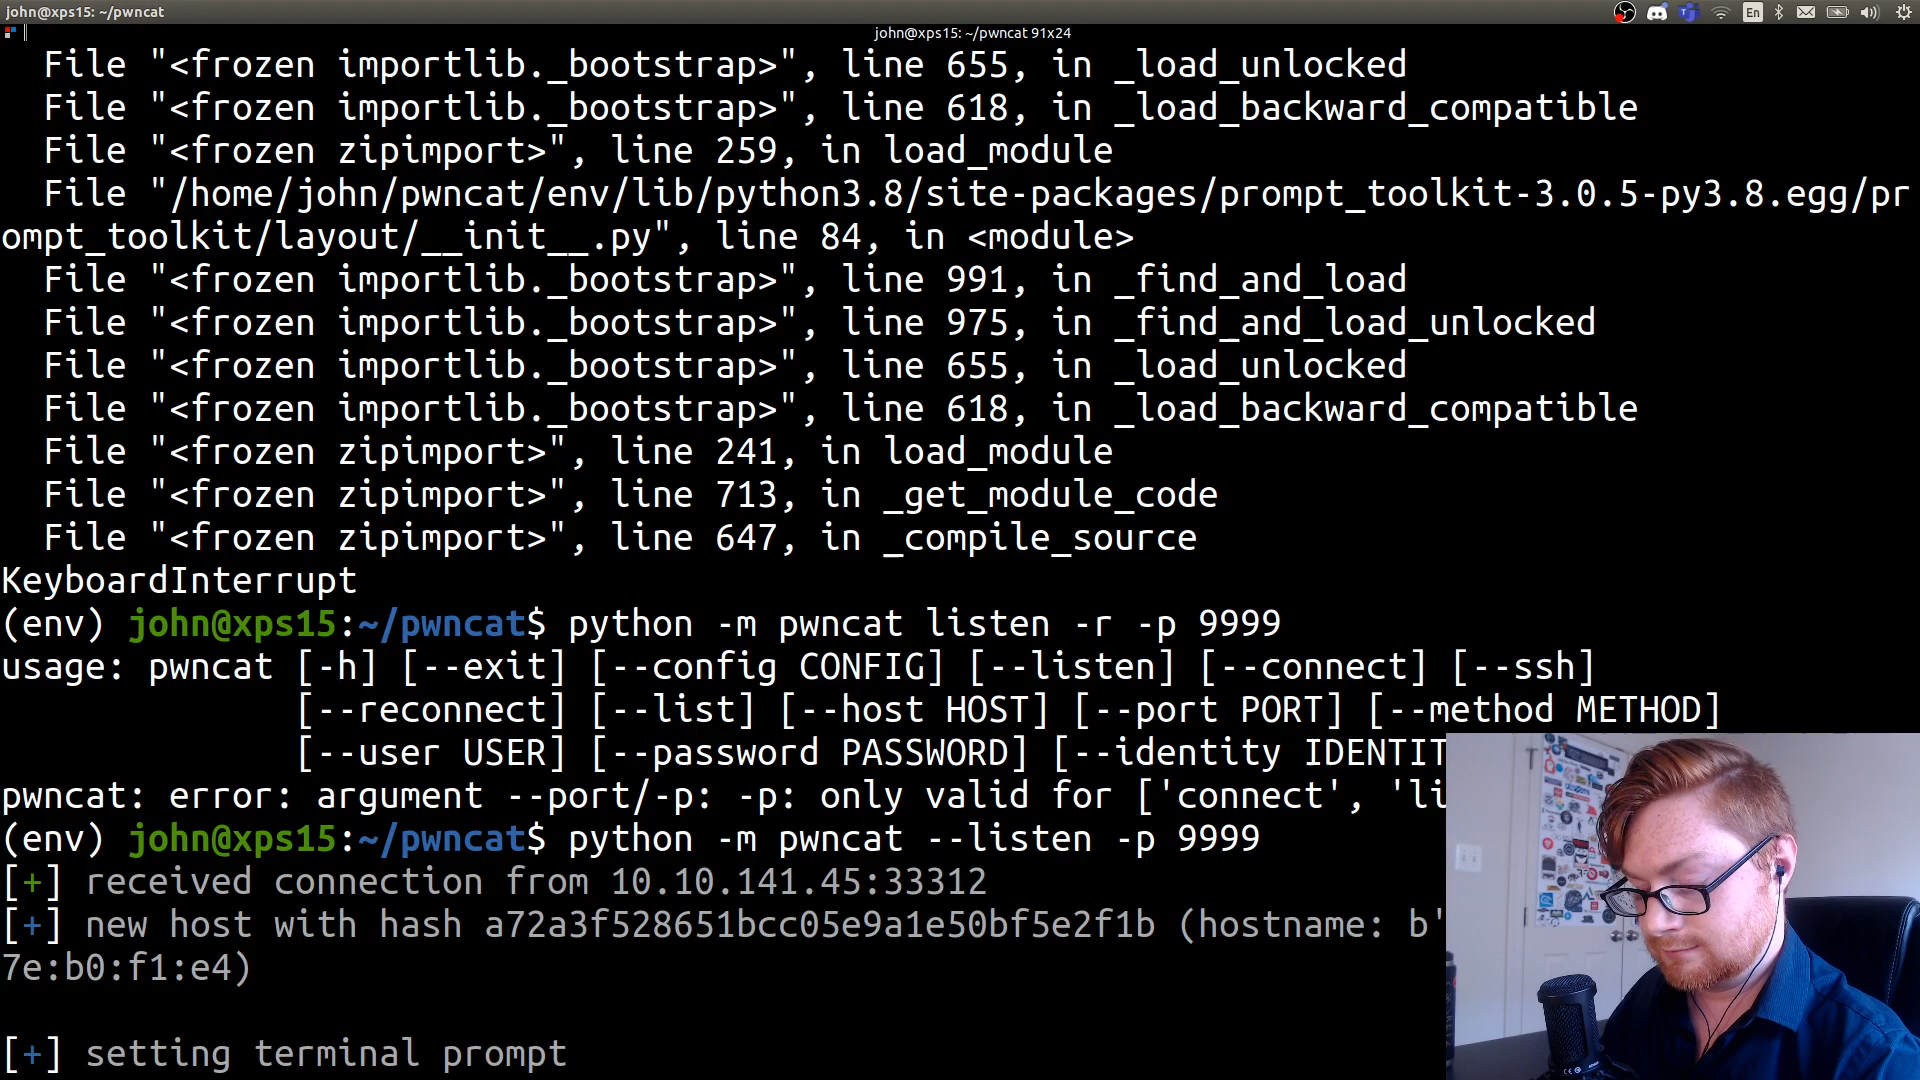 john@xps15: ~/pwncat
En
john@xps15: ~/pwncat 91x24
File "<frozen importlib._bootstrap>", line 655, in _load_unlocked
File "<frozen importlib._bootstrap>", line 618, in _load_backward_compatible
File "<frozen zipimport>", line 259, in load_module
File "/home/john/pwncat/env/lib/python3.8/site-packages/prompt_toolkit-3.0.5-py3.8.egg/pr
ompt_toolkit/layout/__init__.py", line 84, in <module>
File "<frozen importlib._bootstrap>", line 991, in _find_and_load
File "<frozen importlib._bootstrap>", line 975, in _find_and_load_unlocked
File "<frozen importlib._bootstrap>", line 655, in _load_unlocked
File "<frozen importlib._bootstrap>", line 618, in _load_backward_compatible
File "<frozen zipimport>", line 241, in load_module
File "<frozen zipimport>", line 713, in _get_module_code
File "<frozen zipimport>", line 647, in _compile_source
KeyboardInterrupt
(env) john@xps15:~/pwncat$ python -m pwncat listen -r -p 9999
usage: pwncat [-h] [--exit] [--config CONFIG] [--listen] [--connect] [--ssh]
[--reconnect] [--list] [--host HOST] [--port PORT] [--method METHOD]
[--user USER] [--password PASSWORD] [--identity IDENTIT
pwncat: error: argument --port/-p: -p: only valid for ['connect', 'li
(env) john@xps15:~/pwncat$ python -m pwncat --listen -p 9999
[+] received connection from 10.10.141.45:33312
[+] new host with hash a72a3f528651bcc05e9a1e50bf5e2f1b (hostname: b'
7e:b0:f1:e4)
[+] setting terminal prompt